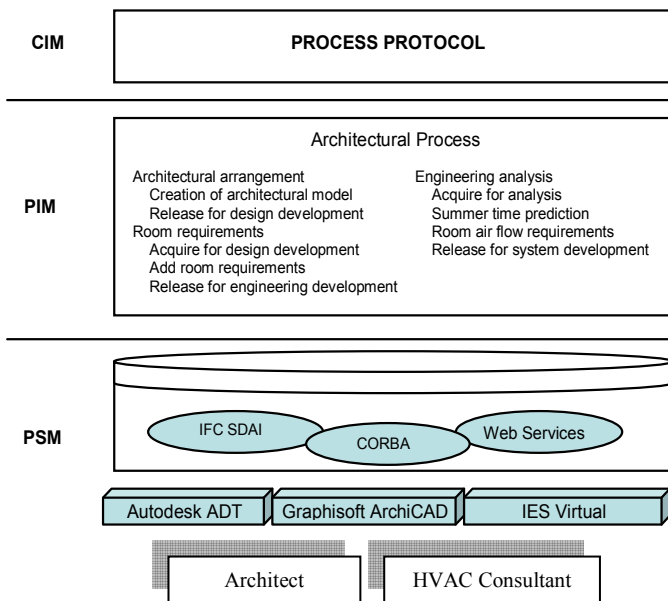 CIM
PROCESS PROTOCOL
PIM
Architectural Process
Architectural arrangement
Creation of architectural model
Release for design development
Room requirements
Acquire for design development
Add room requirements
Release for engineering development
Engineering analysis
Acquire for analysis
Summer time prediction
Room air flow requirements
Release for system development
PSM
IFC SDAI
CORBA
Web Services
Autodesk ADT
Graphisoft ArchiCAD
IES Virtual
Architect
HVAC Consultant